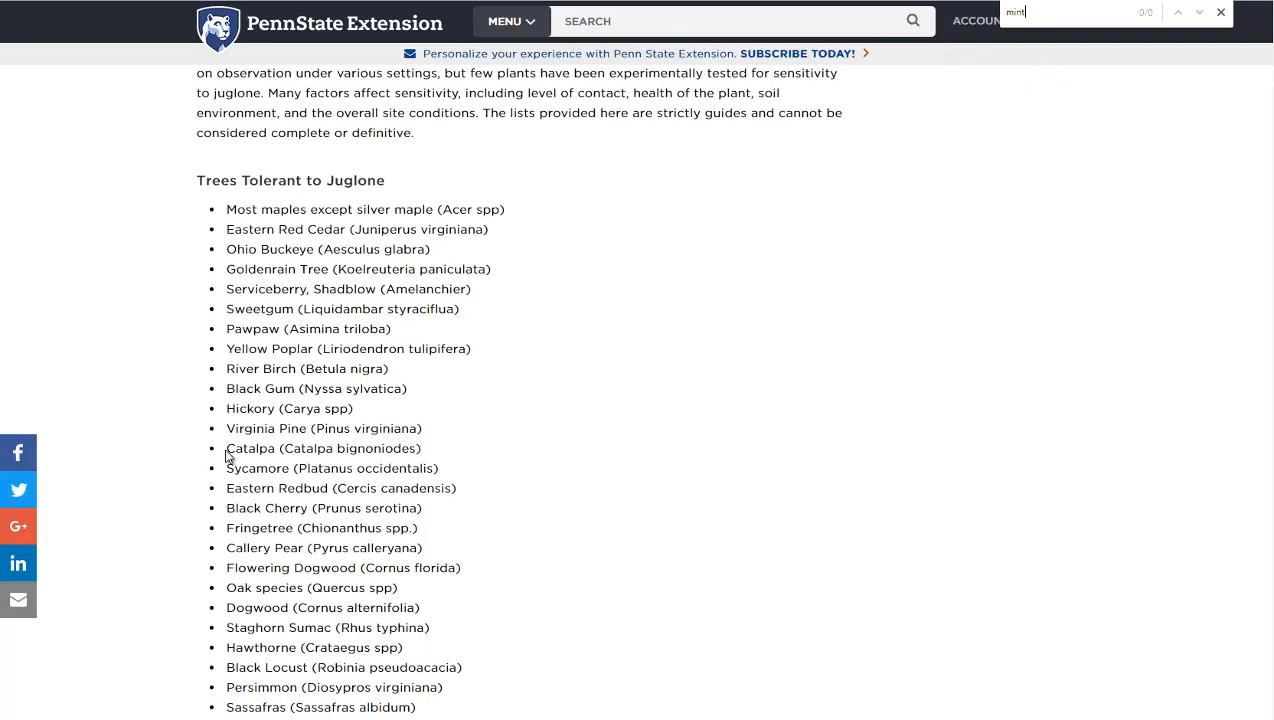 PennState Extension
MENU
SEARCH
ACCOUN
mint
0/0
Personalize your experience with Penn State Extension. SUBSCRIBE TODAY!
on observation under various settings, but few plants have been experimentally tested for sensitivity
to juglone. Many factors affect sensitivity, including level of contact, health of the plant, soil
environment, and the overall site conditions. The lists provided here are strictly guides and cannot be
considered complete or definitive.
Trees Tolerant to Juglone
• Most maples except silver maple (Acer spp)
• Eastern Red Cedar (Juniperus virginiana)
• Ohio Buckeye (Aesculus glabra)
• Goldenrain Tree (Koelreuteria paniculata)
• Serviceberry, Shadblow (Amelanchier)
• Sweetgum (Liquidambar styraciflua)
• Pawpaw (Asimina triloba)
• Yellow Poplar (Liriodendron tulipifera)
• River Birch (Betula nigra)
• Black Gum (Nyssa sylvatica)
• Hickory (Carya spp)
• Virginia Pine (Pinus virginiana)
• Catalpa (Catalpa bignoniodes)
• Sycamore (Platanus occidentalis)
• Eastern Redbud (Cercis canadensis)
• Black Cherry (Prunus serotina)
• Fringetree (Chionanthus spp.)
• Callery Pear (Pyrus calleryana)
• Flowering Dogwood (Cornus florida)
• Oak species (Quercus spp)
• Dogwood (Cornus alternifolia)
• Staghorn Sumac (Rhus typhina)
• Hawthorne (Crataegus spp)
• Black Locust (Robinia pseudoacacia)
• Persimmon (Diosypros virginiana)
• Sassafras (Sassafras albidum)
f
G+
in